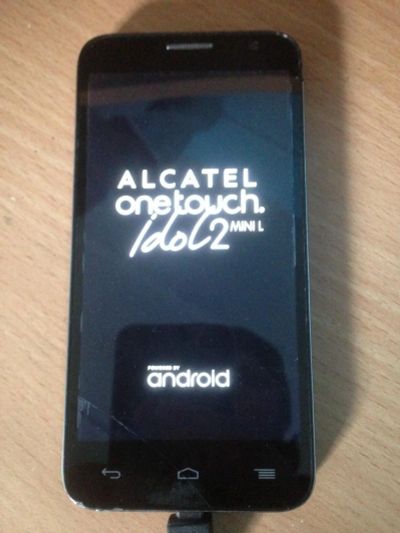 ALCATEL
onetouch.
idol 2 MINI L
POWERED BY
android